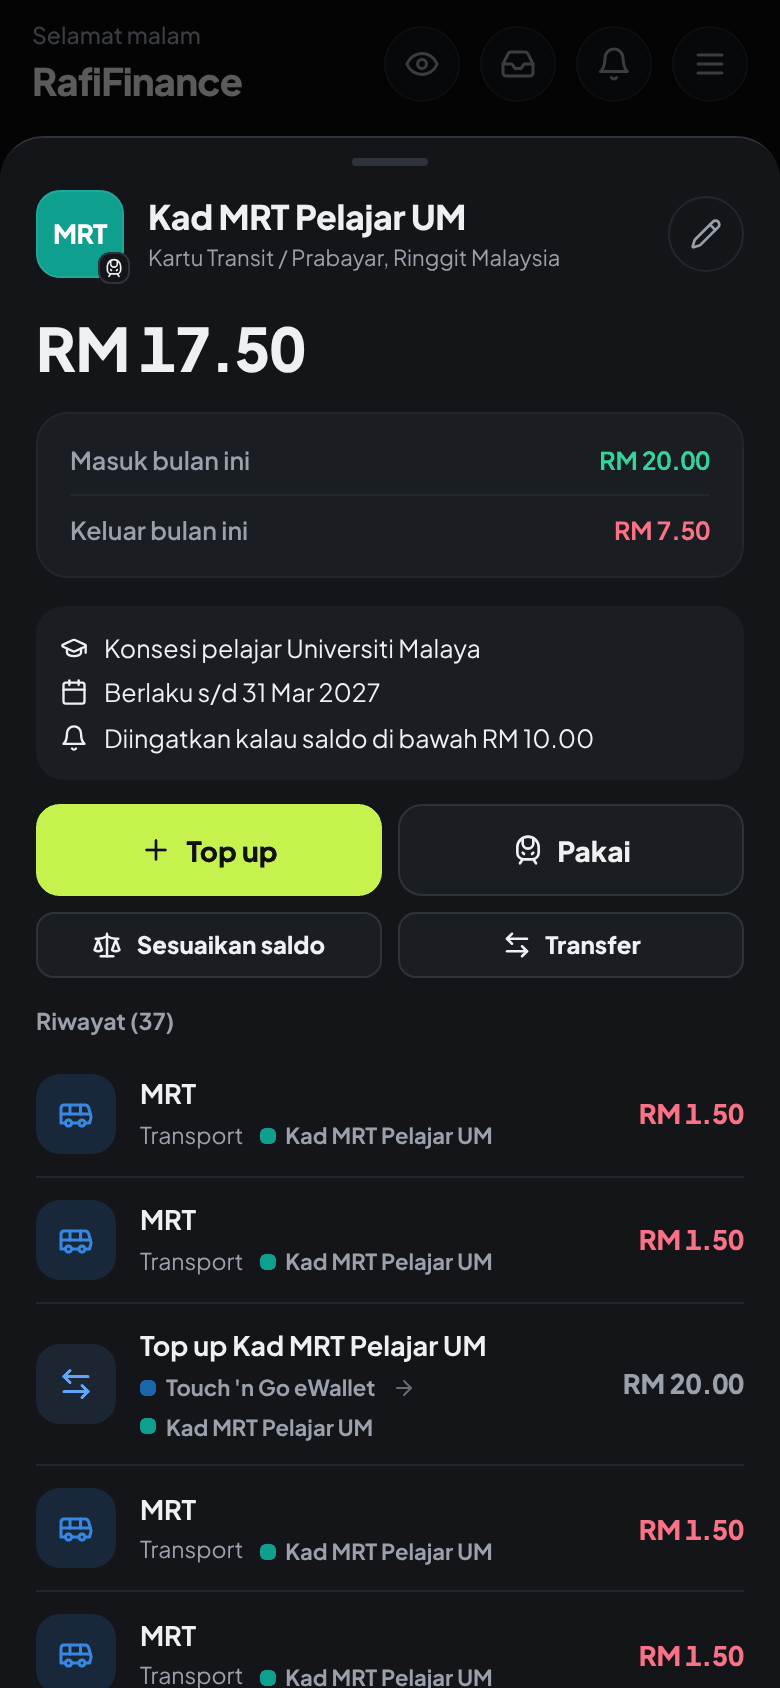 Selamat malam
RafiFinance
MRT
Kad MRT Pelajar UM
Kartu Transit / Prabayar, Ringgit Malaysia
RM 17.50
Masuk bulan ini
RM 20.00
Keluar bulan ini
RM 7.50
Konsesi pelajar Universiti Malaya
Berlaku s/d 31 Mar 2027
Diingatkan kalau saldo di bawah RM 10.00
Top up
Pakai
Sesuaikan saldo
Transfer
Riwayat (37)
MRT
Transport Kad MRT Pelajar UM
RM 1.50
MRT
Transport Kad MRT Pelajar UM
RM 1.50
Top up Kad MRT Pelajar UM
Touch 'n Go eWallet →
Kad MRT Pelajar UM
RM 20.00
MRT
Transport Kad MRT Pelajar UM
RM 1.50
MRT
Transport Kad MRT Pelajar UM
RM 1.50